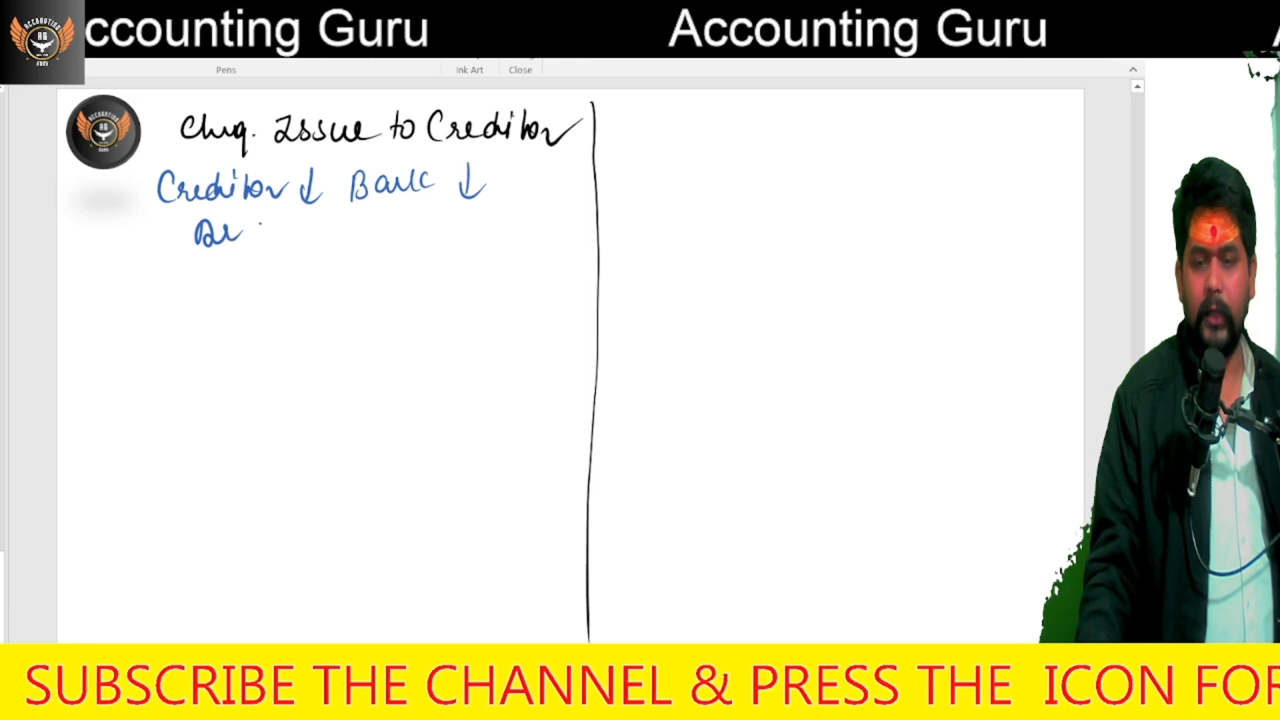 ccounting Guru Accounting Guru
Pens Ink Art Close
Chq. Issue to Creditor
Creditor ↓ Bank ↓
Dr
SUBSCRIBE THE CHANNEL & PRESS THE ICON FOR